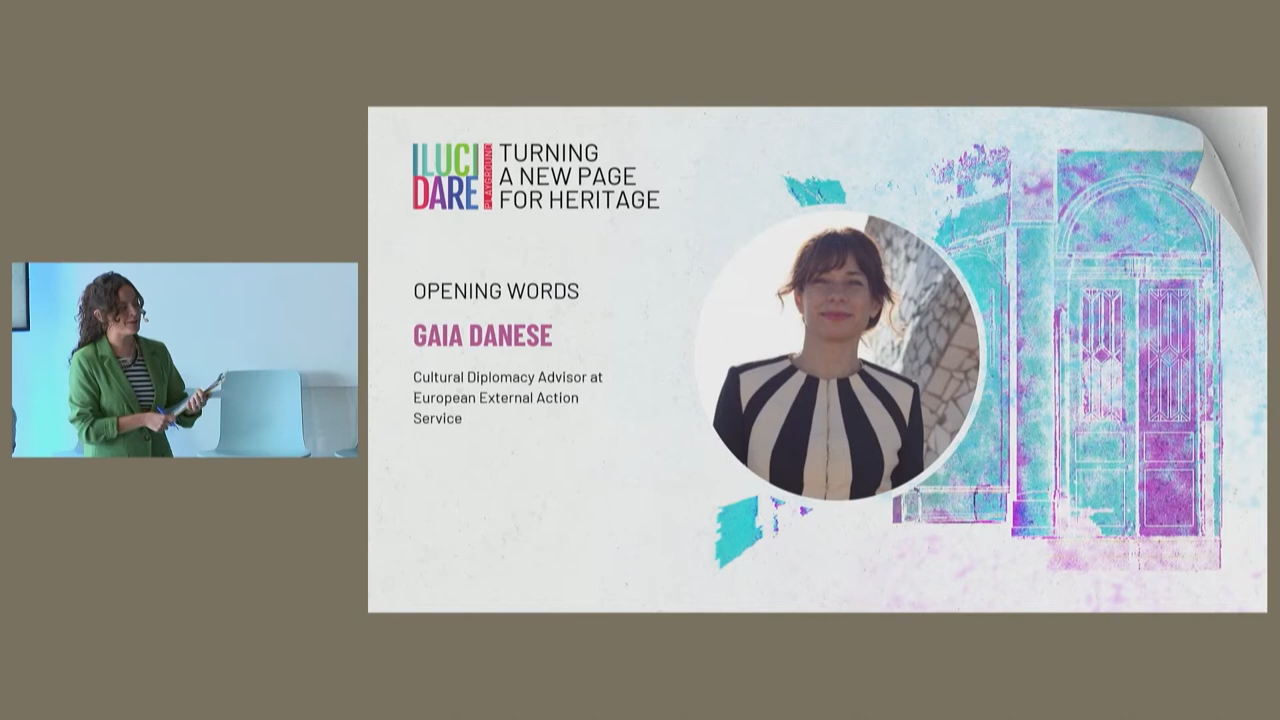 ILUCI
DARE
PLAYGROUND
TURNING
A NEW PAGE
FOR HERITAGE
OPENING WORDS
GAIA DANESE
Cultural Diplomacy Advisor at
European External Action
Service